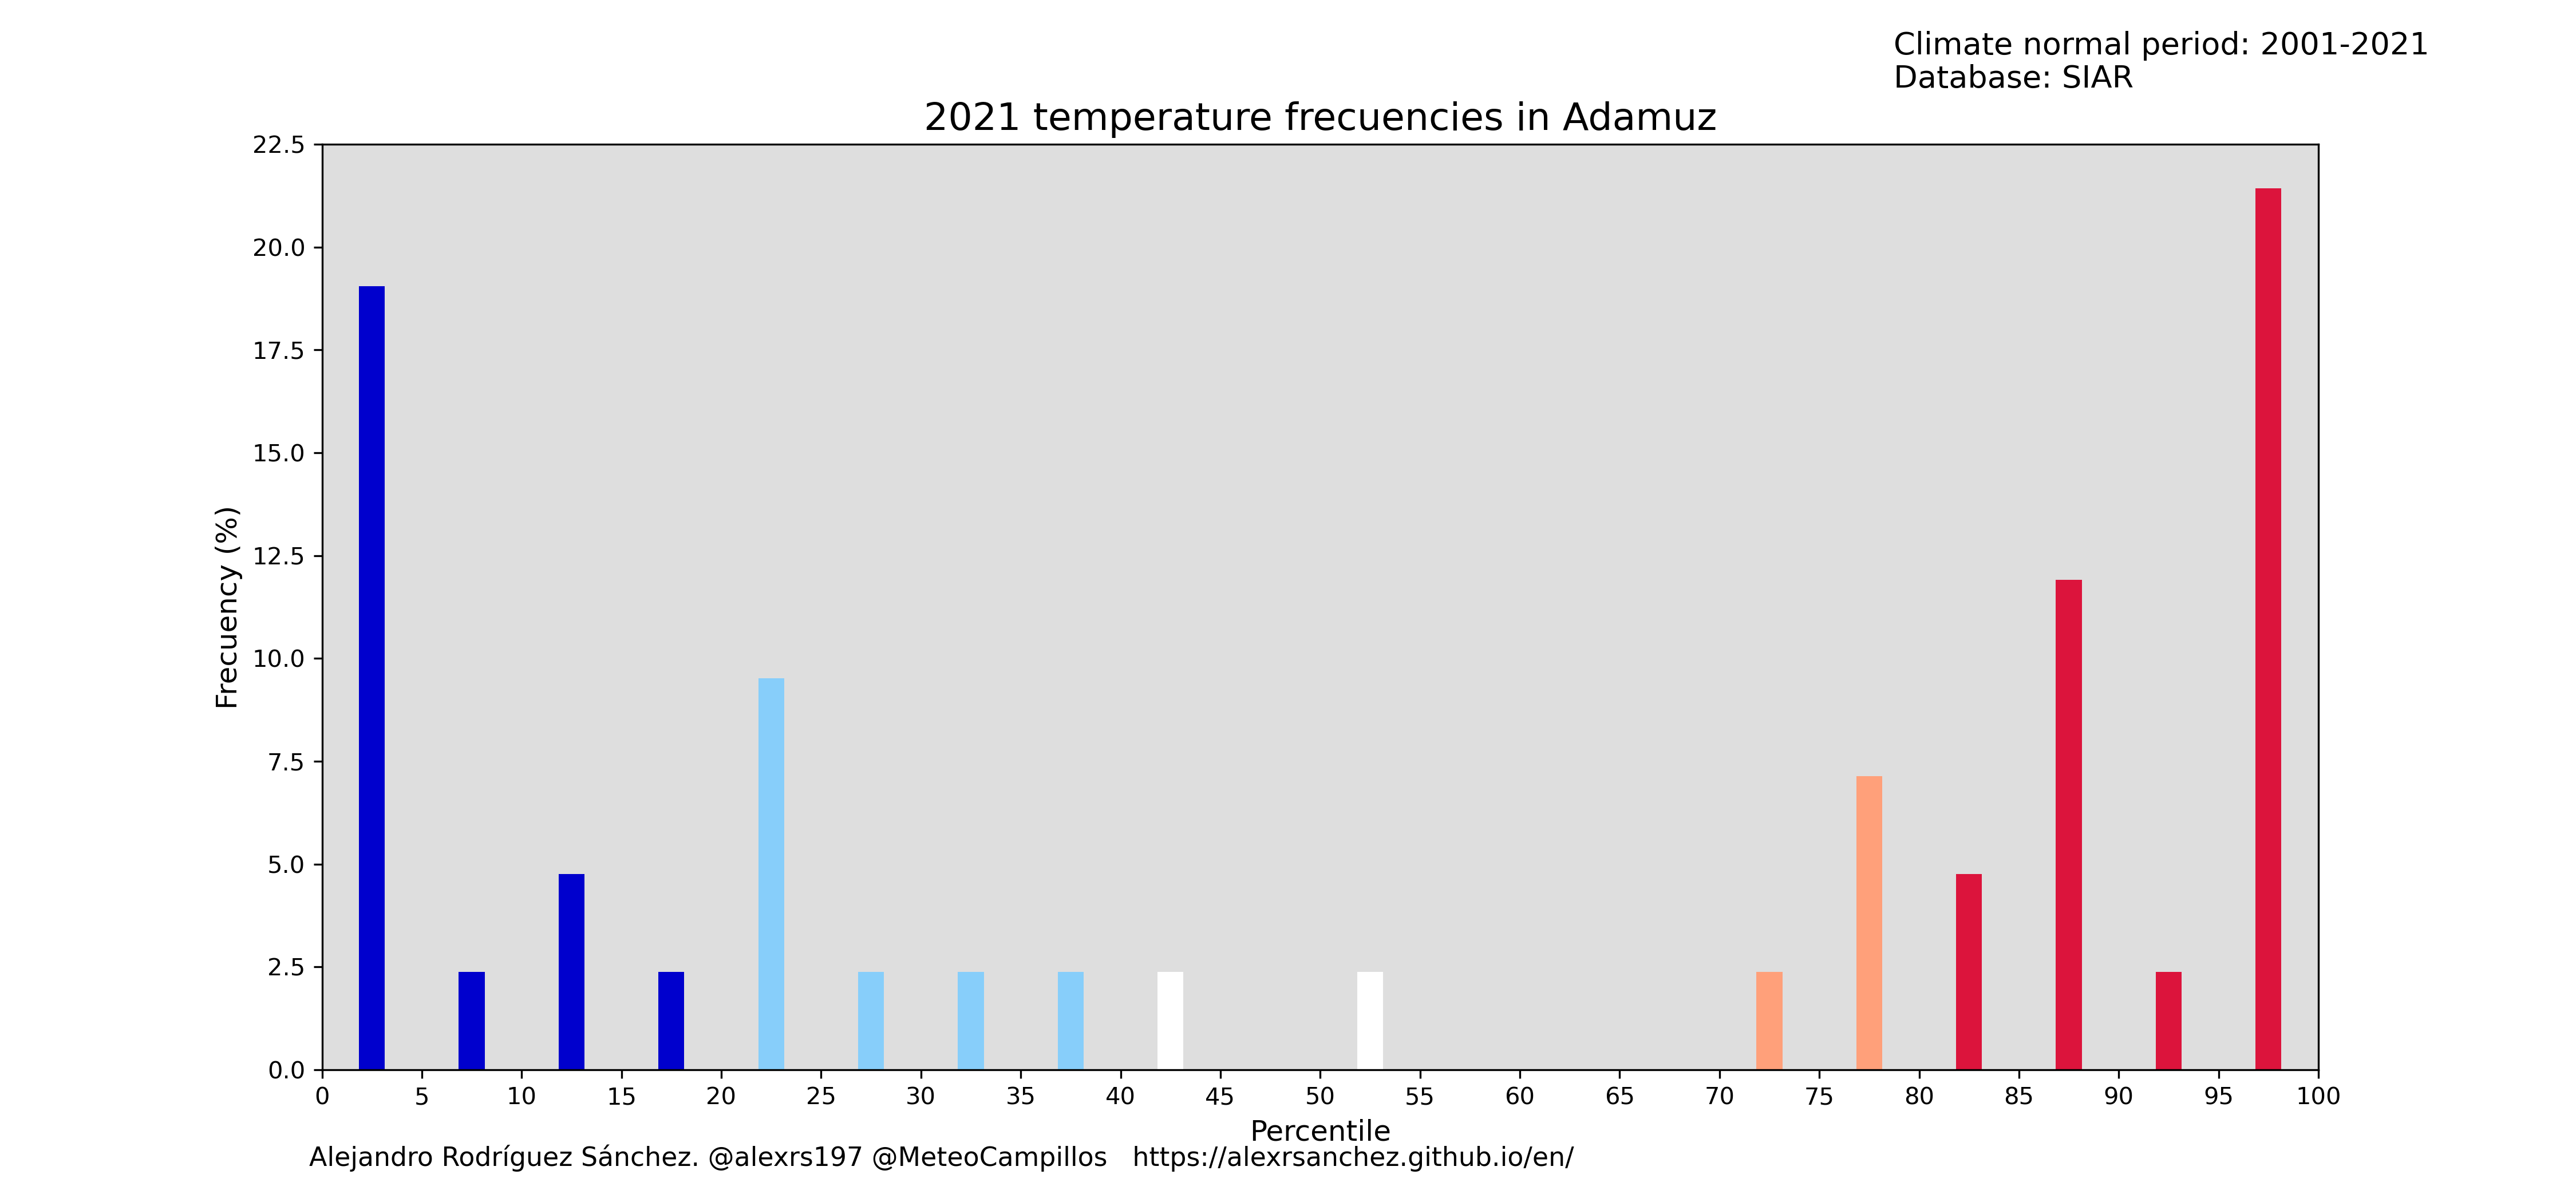 Climate normal period: 2001-2021
Database: SIAR
2021 temperature frecuencies in Adamuz
22.5
20.0
17.5
15.0
12.5
10.0
7.5
5.0
2.5
0.0
Frecuency (%)
0 5 10 15 20 25 30 35 40 45 50 55 60 65 70 75 80 85 90 95 100
Percentile
Alejandro Rodríguez Sánchez. @alexrs197 @MeteoCampillos https://alexrsanchez.github.io/en/